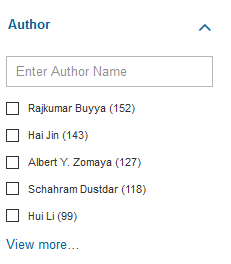 Author
Enter Author Name
Rajkumar Buyya (152)
Hai Jin (143)
Albert Y. Zomaya (127)
Schahram Dustdar (118)
Hui Li (99)
View more...